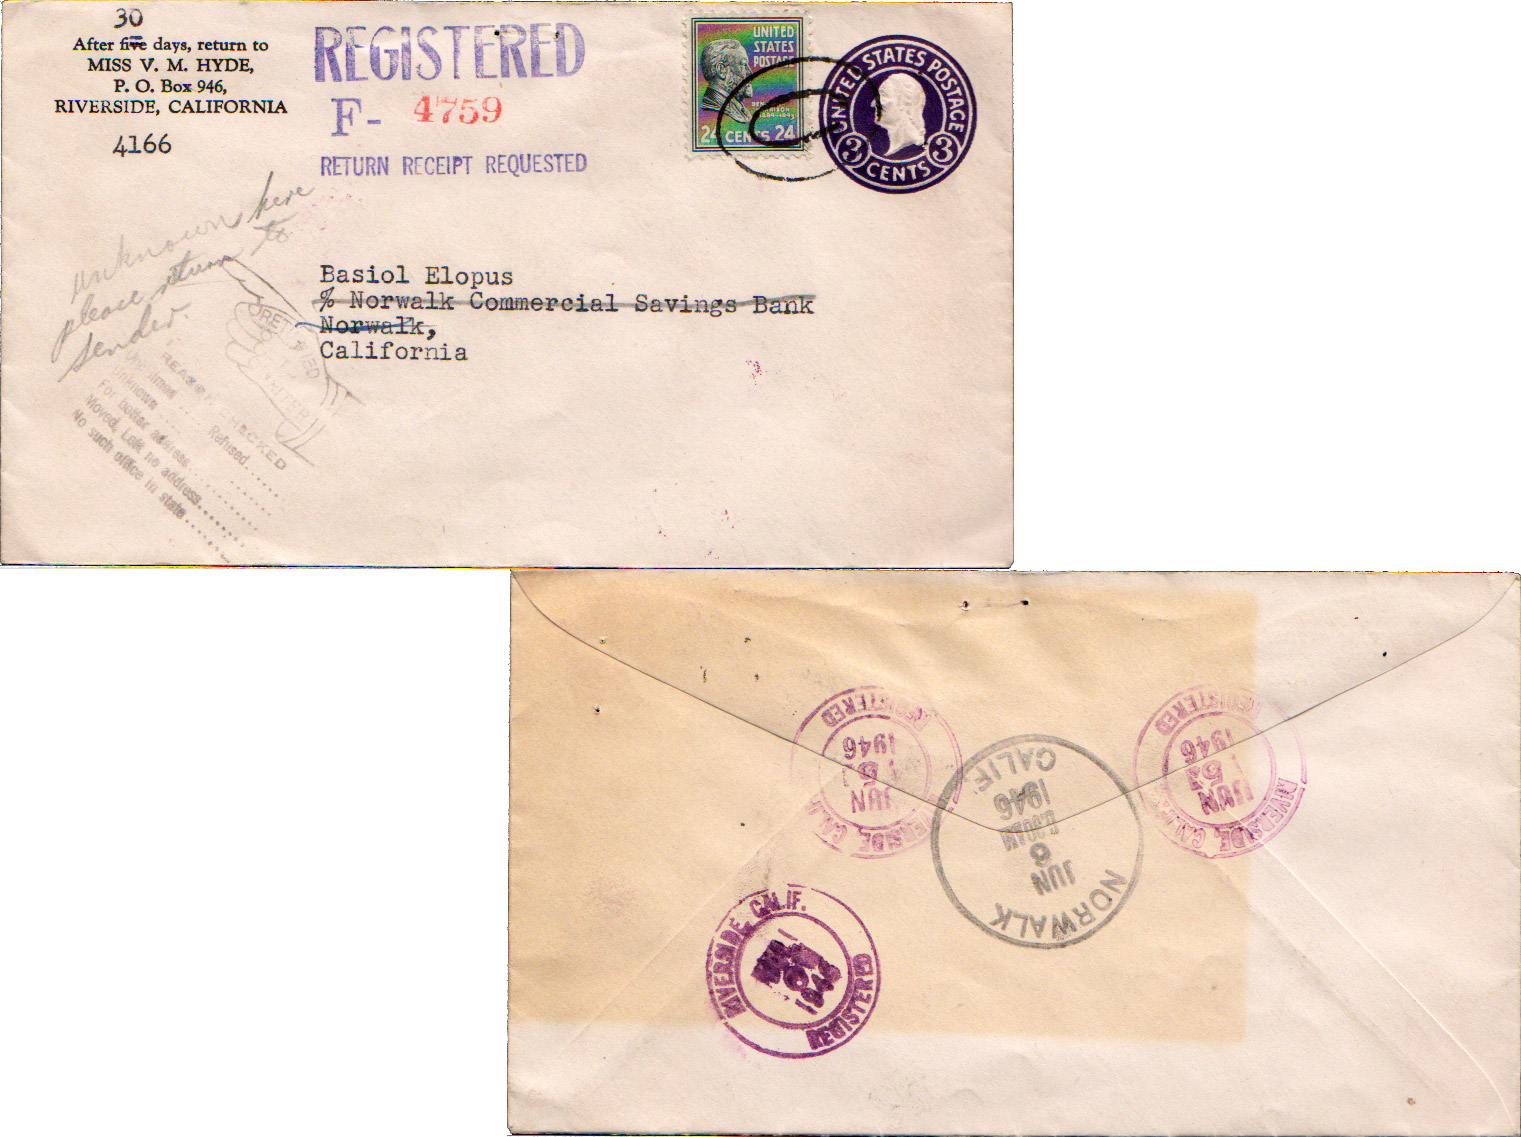 30
After five days, return to
MISS V. M. HYDE,
P. O. Box 946,
RIVERSIDE, CALIFORNIA
4166
REGISTERED
F- 4759
RETURN RECEIPT REQUESTED
UNITED
STATES
POSTAGE
24 CENTS 24
UNITED STATES POSTAGE
3 CENTS 3
unknown here
please return to
sender.
Basiol Elopus
% Norwalk Commercial Savings Bank
Norwalk,
California
REASON CHECKED
Unclaimed .... Refused.....
Unknown
For better address
Moved, Left no address
No such office in state
REGISTERED
1946
JUN
RIVERSIDE, CALIF.
NORWALK
CALIF.
JUN
6
1946
REGISTERED
1946
5
JUN
RIVERSIDE, CALIF.
RIVERSIDE, CALIF.
REGISTERED